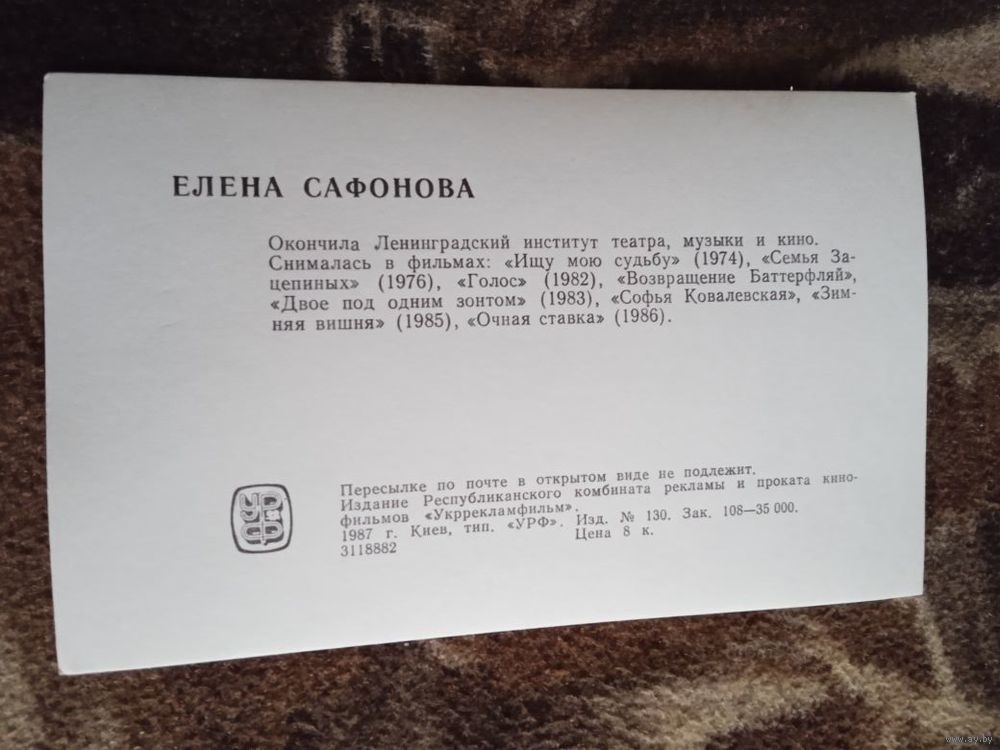 ЕЛЕНА САФОНОВА
Окончила Ленинградский институт театра, музыки и кино.
Снималась в фильмах: «Ищу мою судьбу» (1974), «Семья За-
цепиных» (1976), «Голос» (1982), «Возвращение Баттерфляй»,
«Двое под одним зонтом» (1983), «Софья Ковалевская», «Зим-
няя вишня» (1985), «Очная ставка» (1986).
Пересылке по почте в открытом виде не подлежит.
Издание Республиканского комбината рекламы и проката кино-
фильмов «Укррекламфильм».
1987 г. Киев, тип. «УРФ». Изд. № 130. Зак. 108—35 000.
3118882 Цена 8 к.
УРФ
www.ay.by